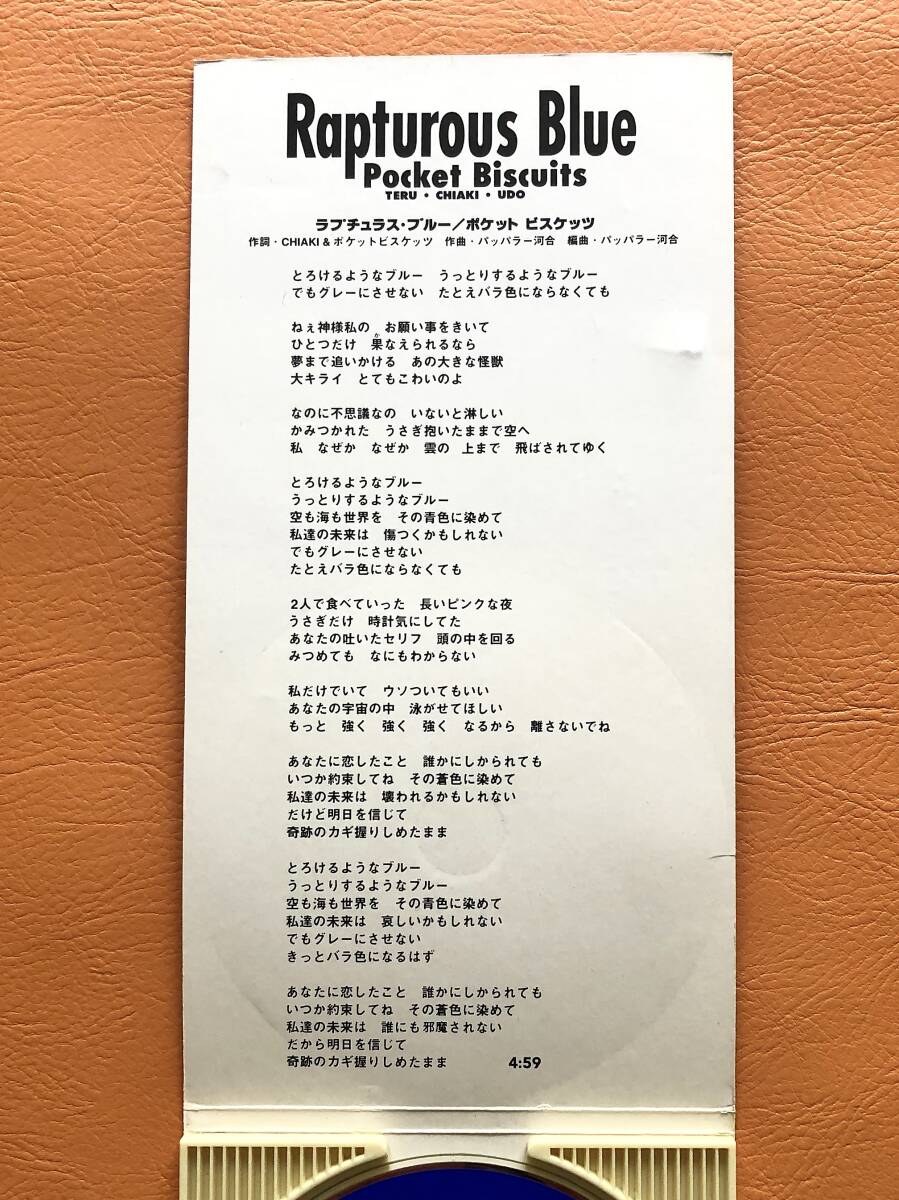 Rapturous Blue
Pocket Biscuits
TERU・CHIAKI・UDO
ラプチュラス・ブルー／ポケット ビスケッツ
作詞・CHIAKI & ポケットビスケッツ　作曲・パッパラー河合　編曲・パッパラー河合
とろけるようなブルー　うっとりするようなブルー
でもグレーにさせない　たとえバラ色にならなくても
ねぇ神様私の　お願い事をきいて
ひとつだけ　果なえられるなら
夢まで追いかける　あの大きな怪獣
大キライ　とてもこわいのよ
なのに不思議なの　いないと淋しい
かみつかれた　うさぎ抱いたままで空へ
私　なぜか　なぜか　雲の　上まで　飛ばされてゆく
とろけるようなブルー
うっとりするようなブルー
空も海も世界を　その青色に染めて
私達の未来は　傷つくかもしれない
でもグレーにさせない
たとえバラ色にならなくても
2人で食べていった　長いピンクな夜
うさぎだけ　時計気にしてた
あなたの吐いたセリフ　頭の中を回る
みつめても　なにもわからない
私だけでいて　ウソついてもいい
あなたの宇宙の中　泳がせてほしい
もっと　強く　強く　強く　なるから　離さないでね
あなたに恋したこと　誰かにしかられても
いつか約束してね　その蒼色に染めて
私達の未来は　壊われるかもしれない
だけど明日を信じて
奇跡のカギ握りしめたまま
とろけるようなブルー
うっとりするようなブルー
空も海も世界を　その青色に染めて
私達の未来は　哀しいかもしれない
でもグレーにさせない
きっとバラ色になるはず
あなたに恋したこと　誰かにしかられても
いつか約束してね　その蒼色に染めて
私達の未来は　誰にも邪魔されない
だから明日を信じて
奇跡のカギ握りしめたまま　4:59